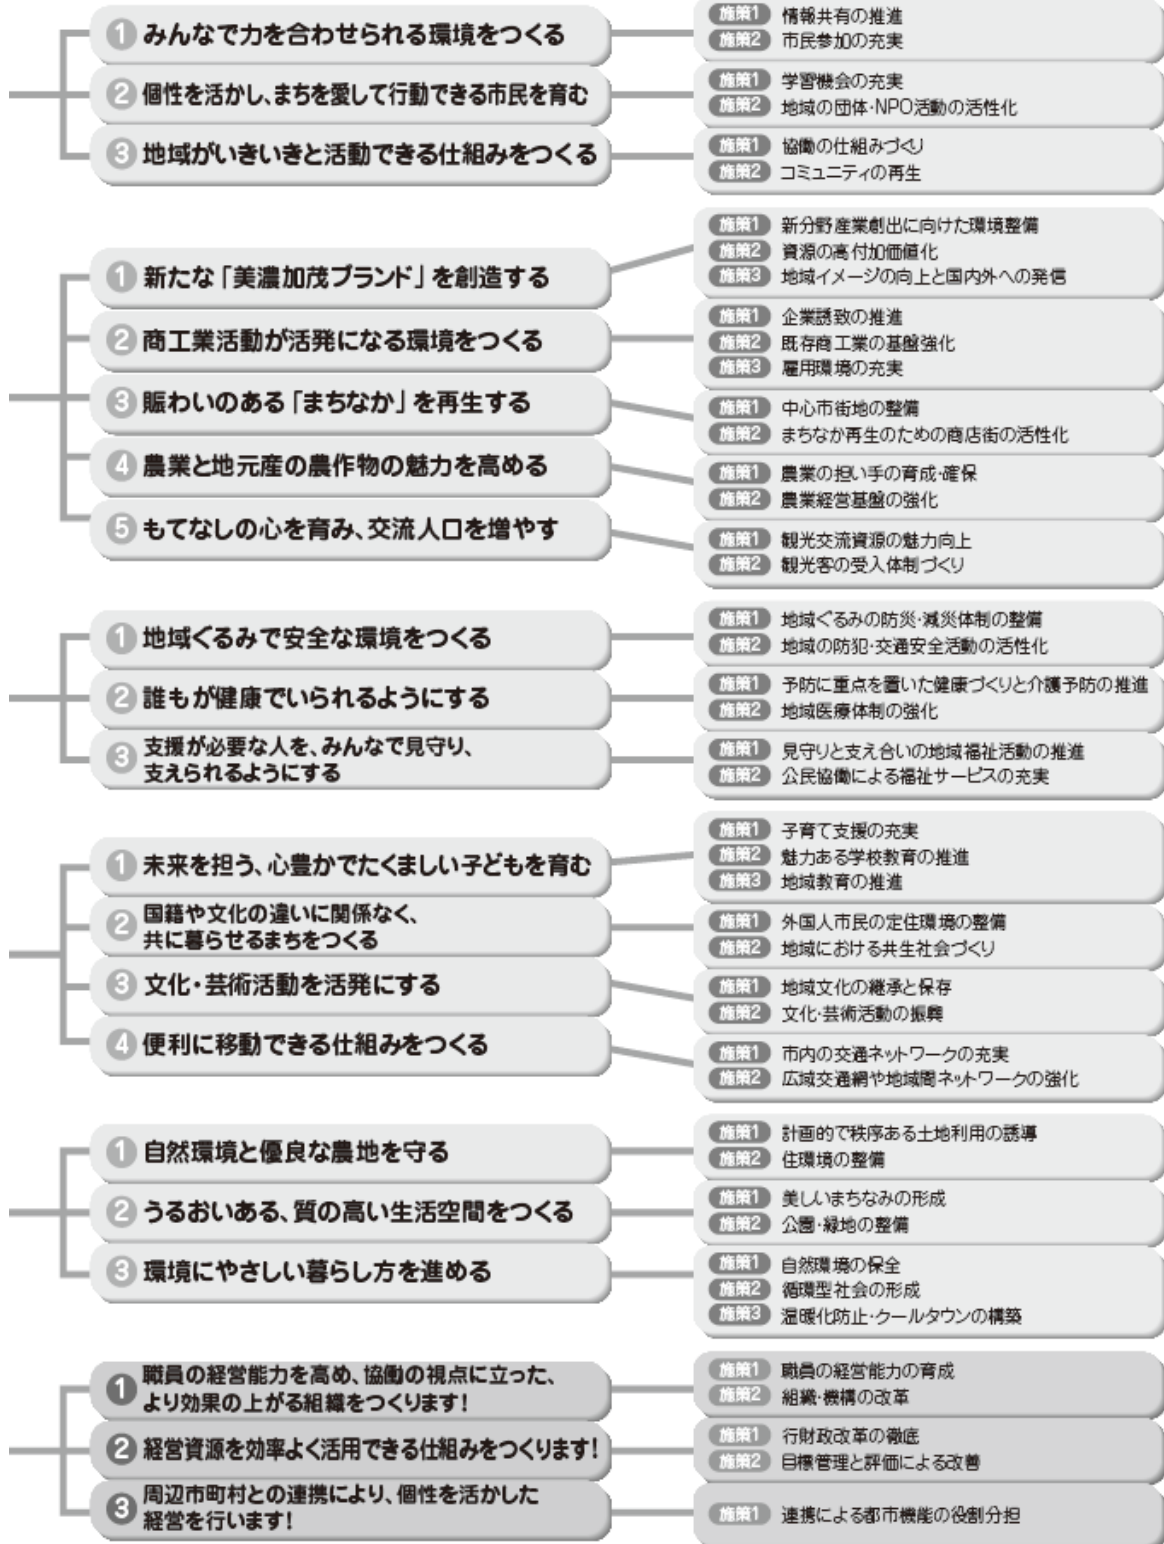 1 みんなで力を合わせられる環境をつくる
施策1 情報共有の推進
施策2 市民参加の充実
2 個性を活かし、まちを愛して行動できる市民を育む
施策1 学習機会の充実
施策2 地域の団体・NPO活動の活性化
3 地域がいきいきと活動できる仕組みをつくる
施策1 協働の仕組みづくり
施策2 コミュニティの再生
1 新たな「美濃加茂ブランド」を創造する
施策1 新分野産業創出に向けた環境整備
施策2 資源の高付加価値化
施策3 地域イメージの向上と国内外への発信
2 商工業活動が活発になる環境をつくる
施策1 企業誘致の推進
施策2 既存商工業の基盤強化
施策3 雇用環境の充実
3 賑わいのある「まちなか」を再生する
施策1 中心市街地の整備
施策2 まちなか再生のための商店街の活性化
4 農業と地元産の農作物の魅力を高める
施策1 農業の担い手の育成・確保
施策2 農業経営基盤の強化
5 もてなしの心を育み、交流人口を増やす
施策1 観光交流資源の魅力向上
施策2 観光客の受入体制づくり
1 地域ぐるみで安全な環境をつくる
施策1 地域ぐるみの防災・減災体制の整備
施策2 地域の防犯・交通安全活動の活性化
2 誰もが健康でいられるようにする
施策1 予防に重点を置いた健康づくりと介護予防の推進
施策2 地域医療体制の強化
3 支援が必要な人を、みんなで見守り、
支えられるようにする
施策1 見守りと支え合いの地域福祉活動の推進
施策2 公民協働による福祉サービスの充実
1 未来を担う、心豊かでたくましい子どもを育む
施策1 子育て支援の充実
施策2 魅力ある学校教育の推進
施策3 地域教育の推進
2 国籍や文化の違いに関係なく、
共に暮らせるまちをつくる
施策1 外国人市民の定住環境の整備
施策2 地域における共生社会づくり
3 文化・芸術活動を活発にする
施策1 地域文化の継承と保存
施策2 文化・芸術活動の振興
4 便利に移動できる仕組みをつくる
施策1 市内の交通ネットワークの充実
施策2 広域交通網や地域間ネットワークの強化
1 自然環境と優良な農地を守る
施策1 計画的で秩序ある土地利用の誘導
施策2 住環境の整備
2 うるおいある、質の高い生活空間をつくる
施策1 美しいまちなみの形成
施策2 公園・緑地の整備
3 環境にやさしい暮らし方を進める
施策1 自然環境の保全
施策2 循環型社会の形成
施策3 温暖化防止・クールタウンの構築
1 職員の経営能力を高め、協働の視点に立った、
より効果の上がる組織をつくります!
施策1 職員の経営能力の育成
施策2 組織・機構の改革
2 経営資源を効率よく活用できる仕組みをつくります!
施策1 行財政改革の徹底
施策2 目標管理と評価による改善
3 周辺市町村との連携により、個性を活かした
経営を行います!
施策1 連携による都市機能の役割分担